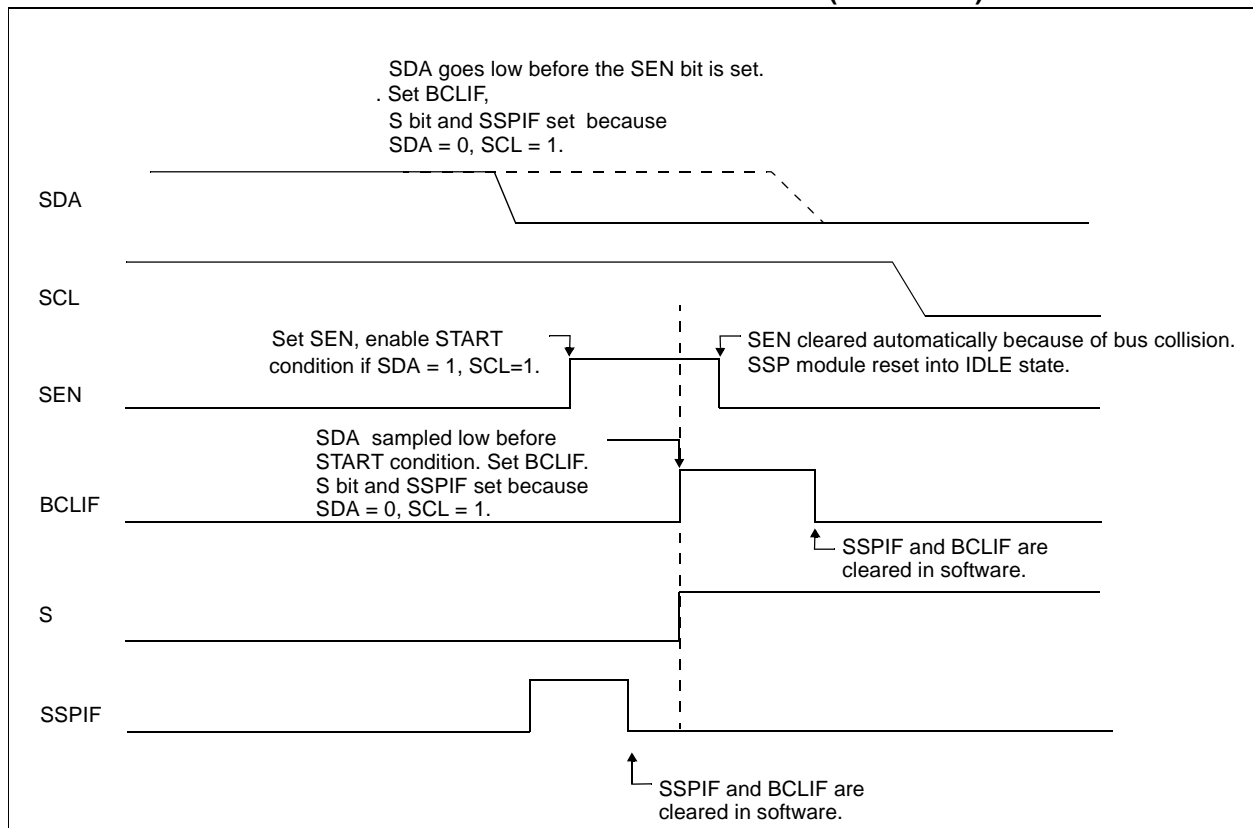 SDA goes low before the SEN bit is set.
. Set BCLIF,
S bit and SSPIF set because
SDA = 0, SCL = 1.
SDA
SCL
Set SEN, enable START
condition if SDA = 1, SCL=1.
SEN cleared automatically because of bus collision.
SSP module reset into IDLE state.
SEN
SDA sampled low before
START condition. Set BCLIF.
S bit and SSPIF set because
SDA = 0, SCL = 1.
BCLIF
SSPIF and BCLIF are
cleared in software.
S
SSPIF
SSPIF and BCLIF are
cleared in software.